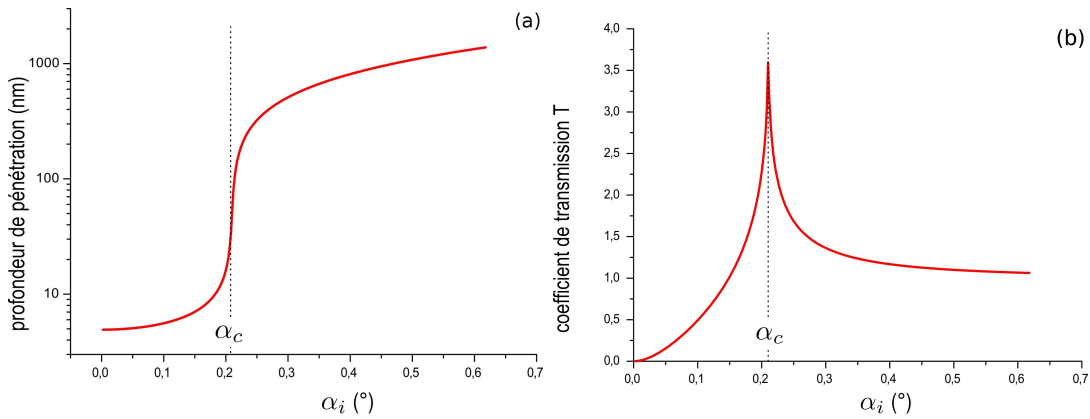 (a)
profondeur de pénétration (nm)
1000
100
10
α_c
0,0 0,1 0,2 0,3 0,4 0,5 0,6 0,7
α_i (°)
(b)
coefficient de transmission T
4,0
3,5
3,0
2,5
2,0
1,5
1,0
0,5
0,0
α_c
0,0 0,1 0,2 0,3 0,4 0,5 0,6 0,7
α_i (°)